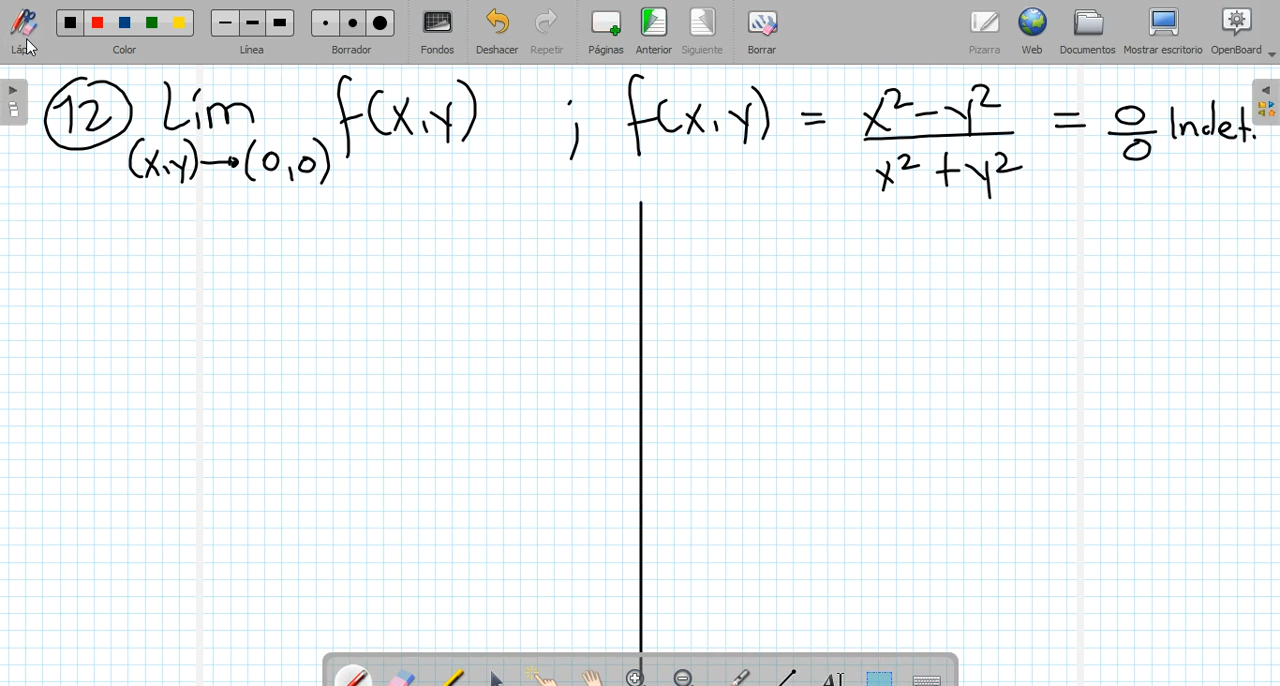 Lápiz Color Línea Borrador Fondos Deshacer Repetir Páginas Anterior Siguiente Borrar Pizarra Web Documentos Mostrar escritorio OpenBoard
12 Lim f(x,y) ; f(x,y) = x² - y² / x² + y² = 0/0 Indet.
(x,y)→(0,0)